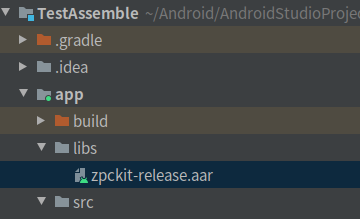 TestAssemble ~/Android/AndroidStudioProje
.gradle
.idea
app
build
libs
zpckit-release.aar
src